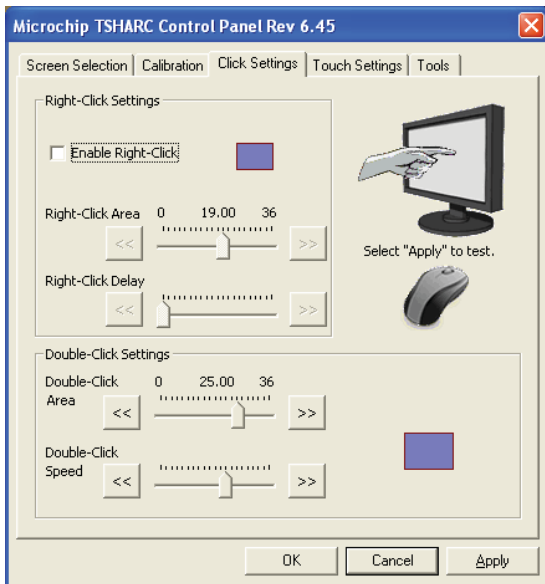 Microchip TSHARC Control Panel Rev 6.45
Screen Selection Calibration Click Settings Touch Settings Tools
Right-Click Settings
Enable Right-Click
Right-Click Area 0 19.00 36
<< >>
Select "Apply" to test.
Right-Click Delay
<< >>
Double-Click Settings
Double-Click 0 25.00 36
Area << >>
Double-Click
Speed << >>
OK Cancel Apply